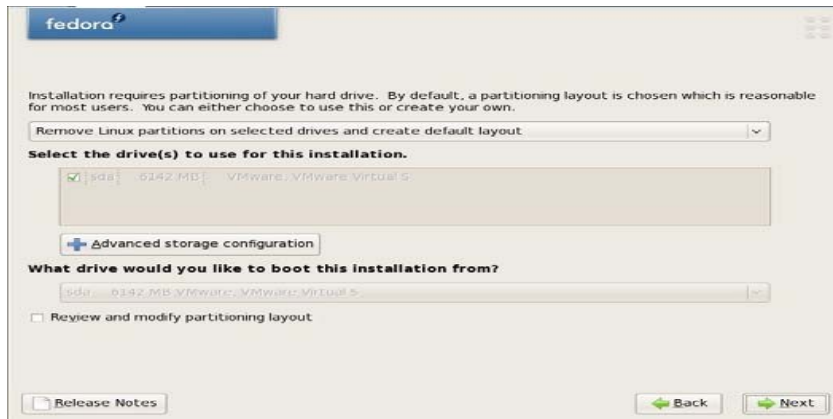 fedora
Installation requires partitioning of your hard drive. By default, a partitioning layout is chosen which is reasonable
for most users. You can either choose to use this or create your own.
Remove Linux partitions on selected drives and create default layout
Select the drive(s) to use for this installation.
sda 6142 MB VMware, VMware Virtual S
Advanced storage configuration
What drive would you like to boot this installation from?
sda 6142 MB VMware, VMware Virtual S
Review and modify partitioning layout
Release Notes
Back
Next